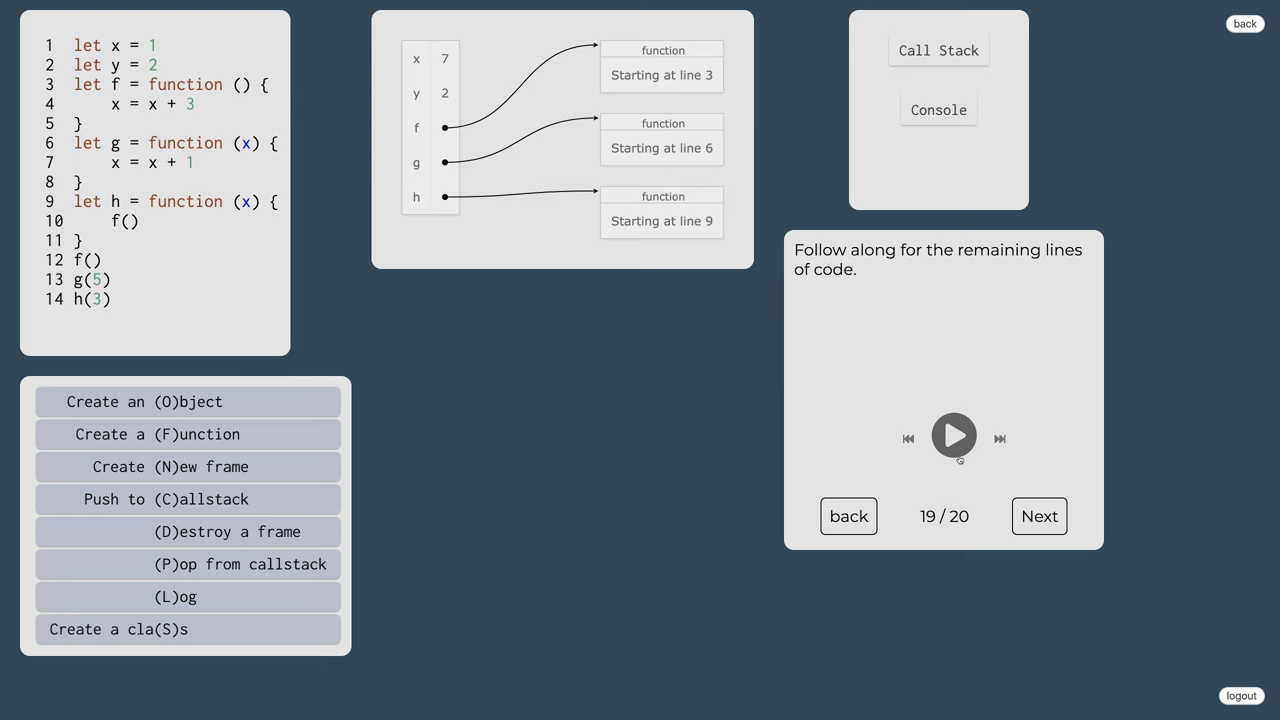 1 let x = 1
2 let y = 2
3 let f = function () {
4     x = x + 3
5 }
6 let g = function (x) {
7     x = x + 1
8 }
9 let h = function (x) {
10     f()
11 }
12 f()
13 g(5)
14 h(3)
Create an (O)bject
Create a (F)unction
Create (N)ew frame
Push to (C)allstack
(D)estroy a frame
(P)op from callstack
(L)og
Create a cla(S)s
x 7
y 2
f
g
h
function
Starting at line 3
function
Starting at line 6
function
Starting at line 9
Call Stack
Console
back
Follow along for the remaining lines
of code.
back 19 / 20 Next
logout